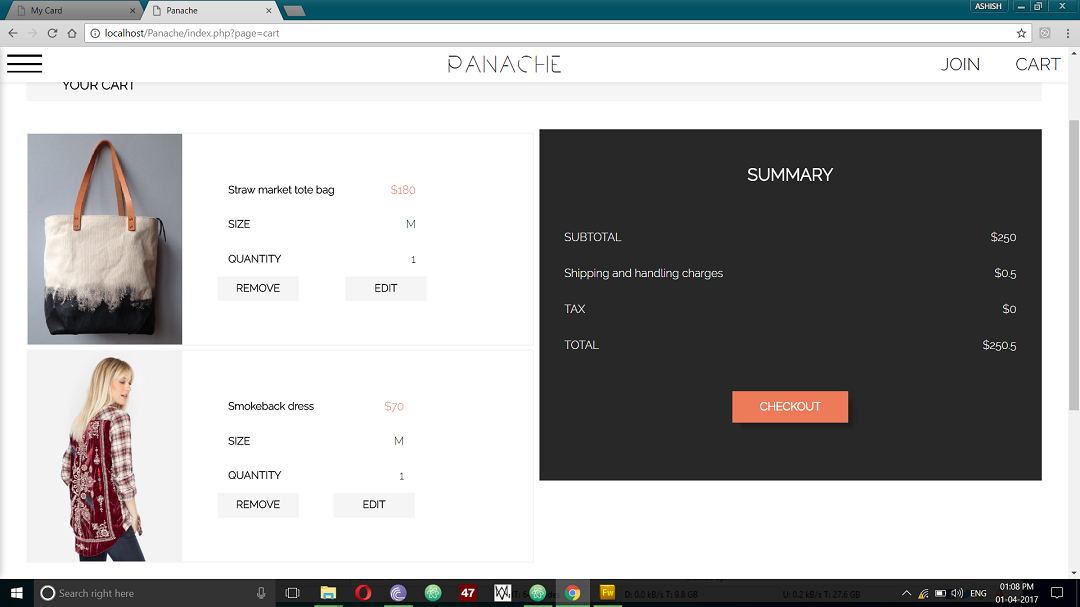 My Card
Panache
ASHISH
localhost/Panache/index.php?page=cart
PANACHE
JOIN
CART
YOUR CART
Straw market tote bag $180
SIZE M
QUANTITY 1
REMOVE EDIT
Smokeback dress $70
SIZE M
QUANTITY 1
REMOVE EDIT
SUMMARY
SUBTOTAL $250
Shipping and handling charges $0.5
TAX $0
TOTAL $250.5
CHECKOUT
Search right here
47
Fw
D: 0.0 kB/s T: 9.8 GB
U: 0.2 kB/s T: 27.6 GB
ENG
01:08 PM
01-04-2017